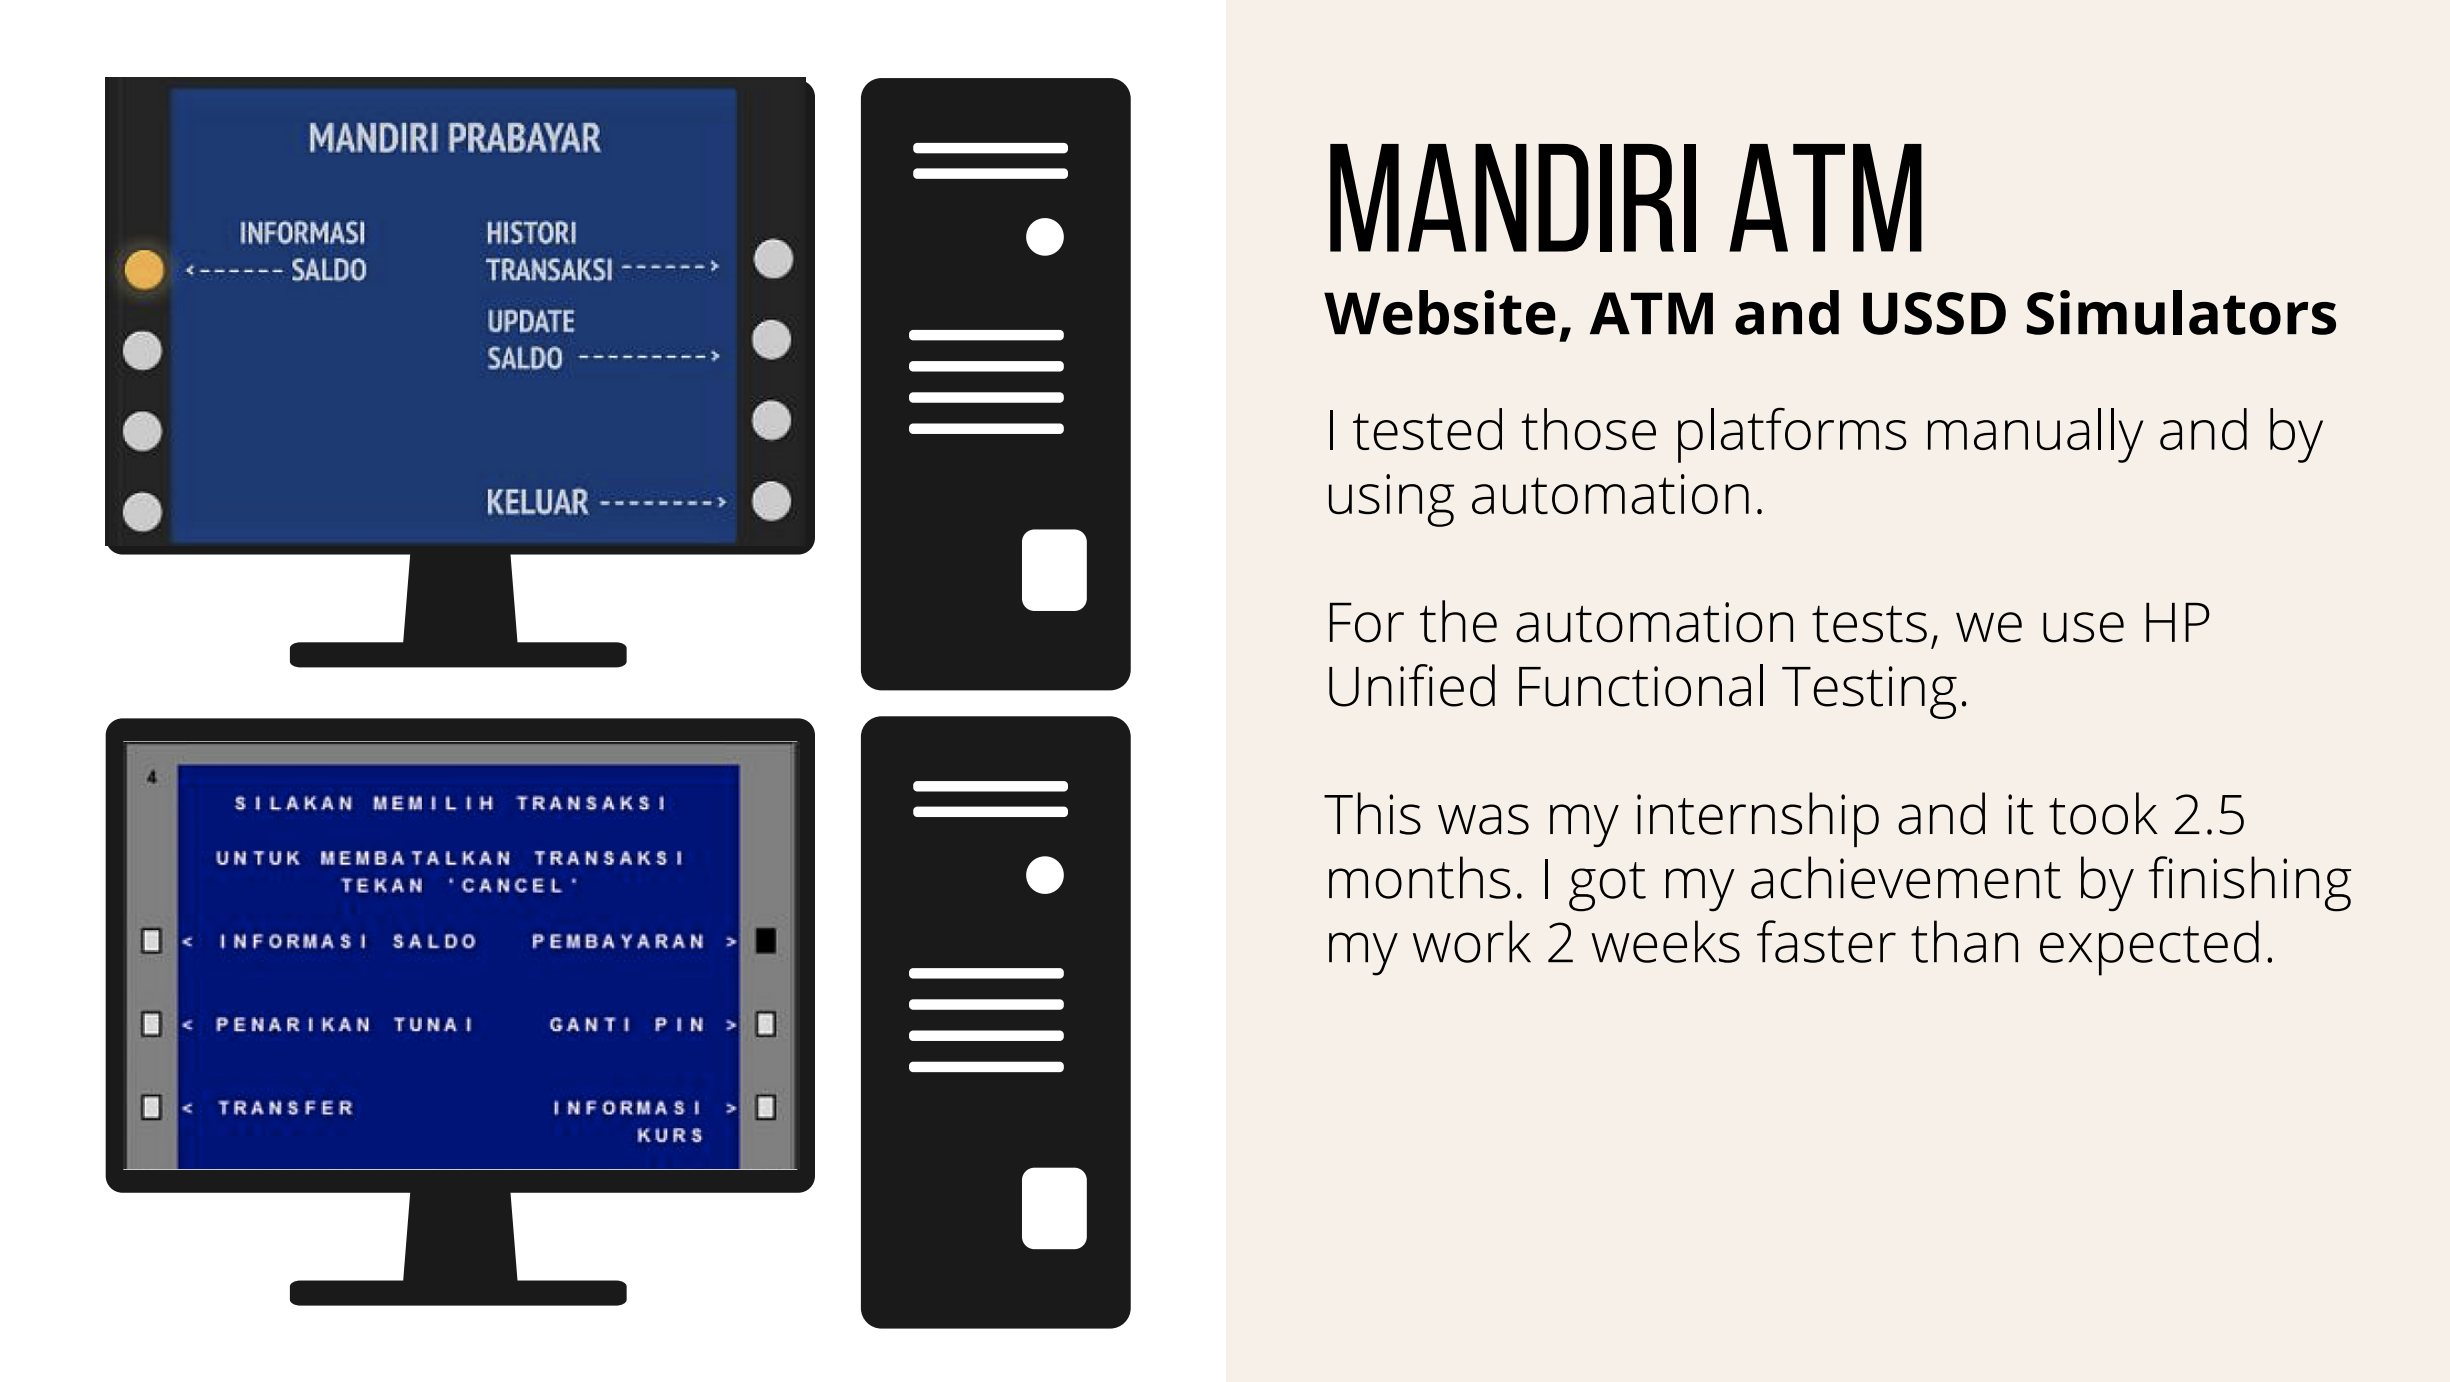 MANDIRI PRABAYAR
INFORMASI
<------ SALDO
HISTORI
TRANSAKSI ------>
UPDATE
SALDO --------->
KELUAR -------->
4
SILAKAN MEMILIH TRANSAKSI
UNTUK MEMBATALKAN TRANSAKSI
TEKAN 'CANCEL'
< INFORMASI SALDO PEMBAYARAN >
< PENARIKAN TUNAI GANTI PIN >
< TRANSFER INFORMASI >
KURS
MANDIRI ATM
Website, ATM and USSD Simulators
I tested those platforms manually and by
using automation.
For the automation tests, we use HP
Unified Functional Testing.
This was my internship and it took 2.5
months. I got my achievement by finishing
my work 2 weeks faster than expected.